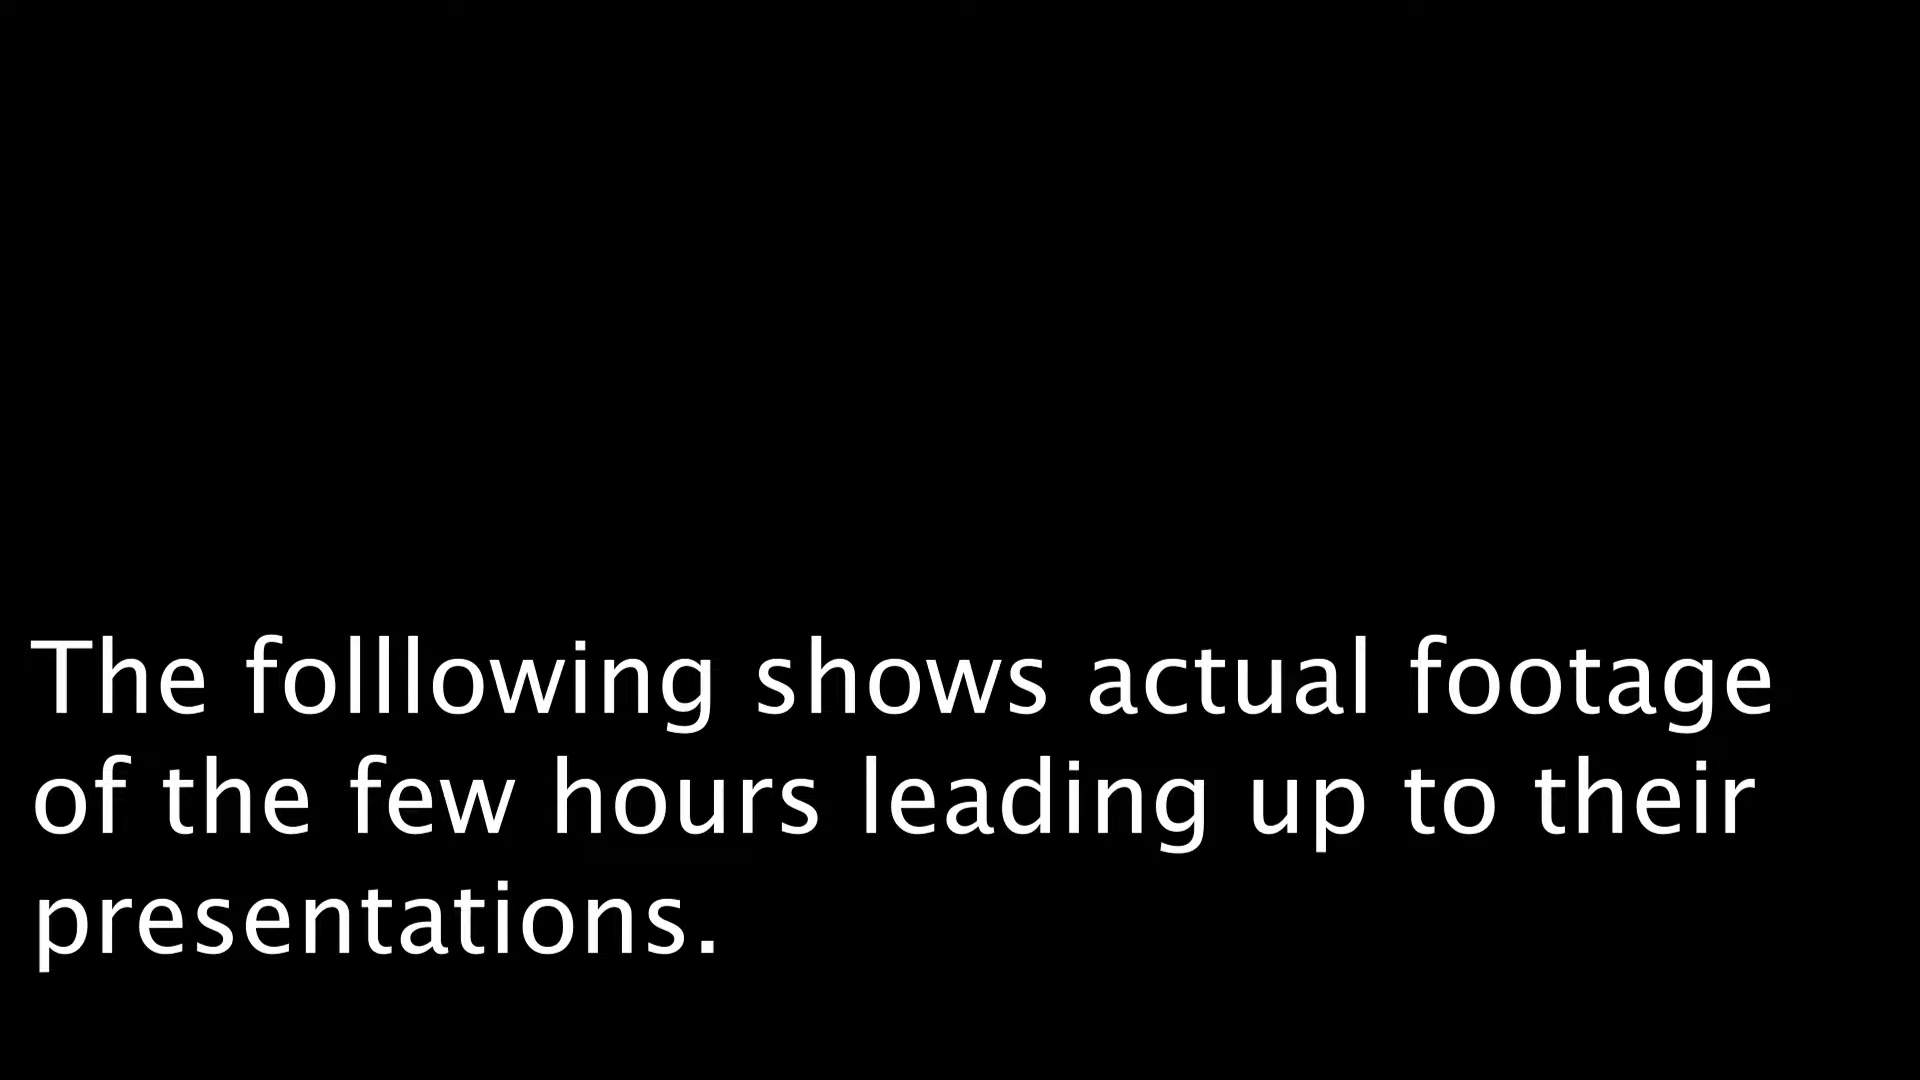 The folllowing shows actual footage
of the few hours leading up to their
presentations.